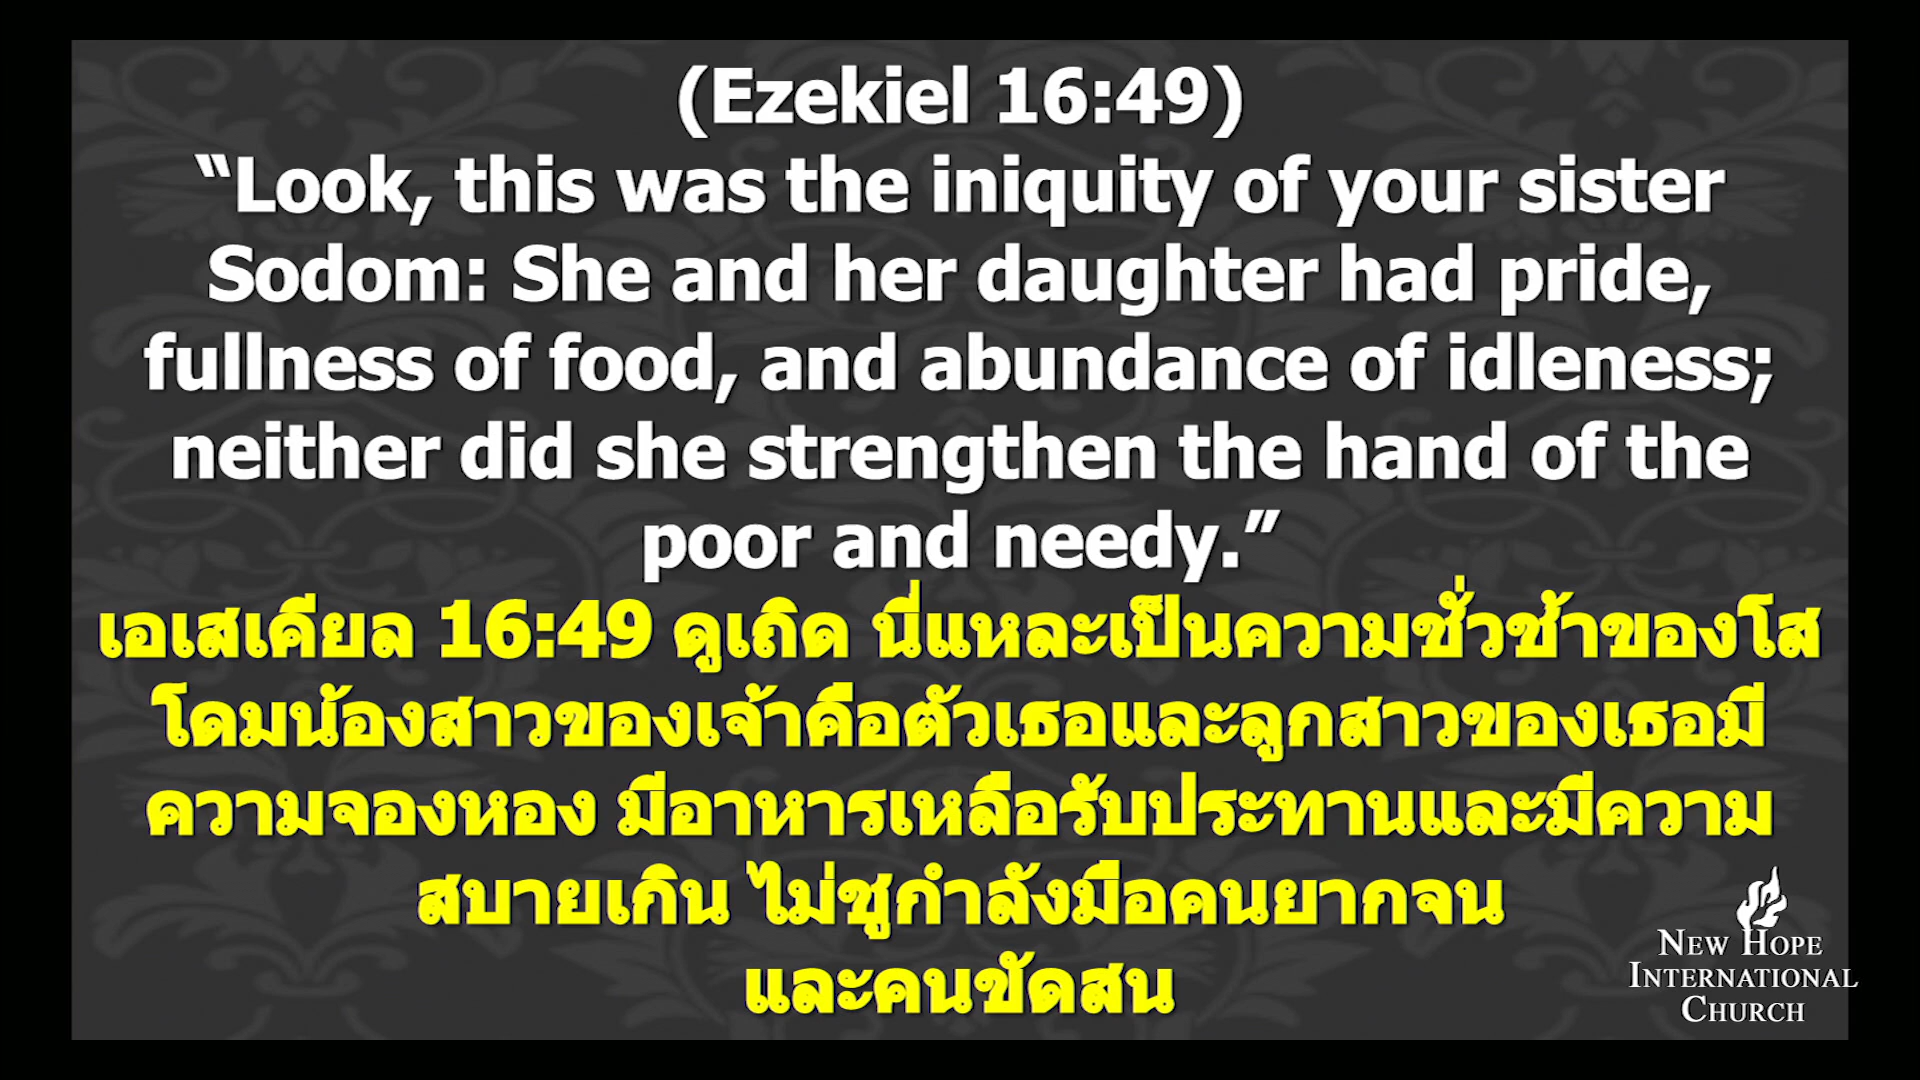 (Ezekiel 16:49)
“Look, this was the iniquity of your sister
Sodom: She and her daughter had pride,
fullness of food, and abundance of idleness;
neither did she strengthen the hand of the
poor and needy.”
เอเสเคียล 16:49 ดูเถิด นี่แหละเป็นความชั่วช้าของโส
โดมน้องสาวของเจ้าคือตัวเธอและลูกสาวของเธอมี
ความจองหอง มีอาหารเหลือรับประทานและมีความ
สบายเกิน ไม่ชูกำลังมือคนยากจน
และคนขัดสน
NEW HOPE
INTERNATIONAL
CHURCH